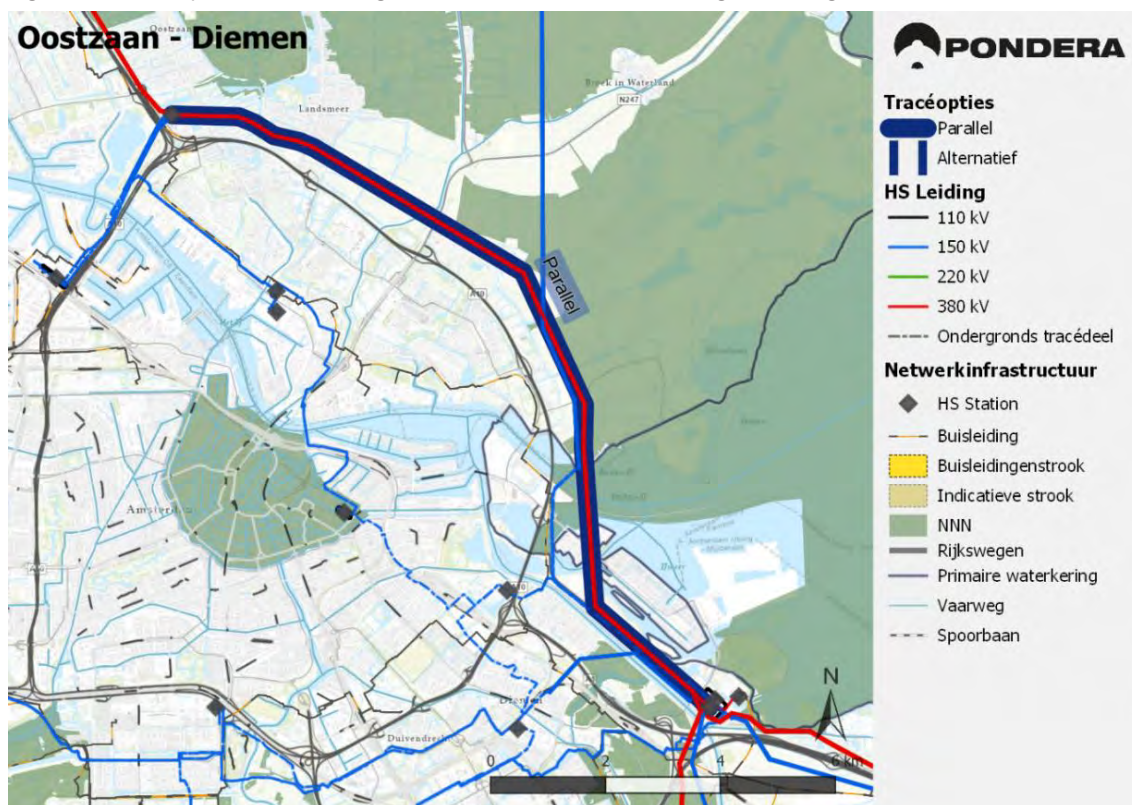 Oostzaan - Diemen
Landsmeer
Broek in Waterland
N247
Parallel
A10
Amsterdam
Diemen
Duivendrecht
N
0 2 4 6 km
PONDERA
Tracéopties
Parallel
Alternatief
HS Leiding
110 kV
150 kV
220 kV
380 kV
Ondergronds tracédeel
Netwerkinfrastructuur
HS Station
Buisleiding
Buisleidingenstrook
Indicatieve strook
NNN
Rijkswegen
Primaire waterkering
Vaarweg
Spoorbaan